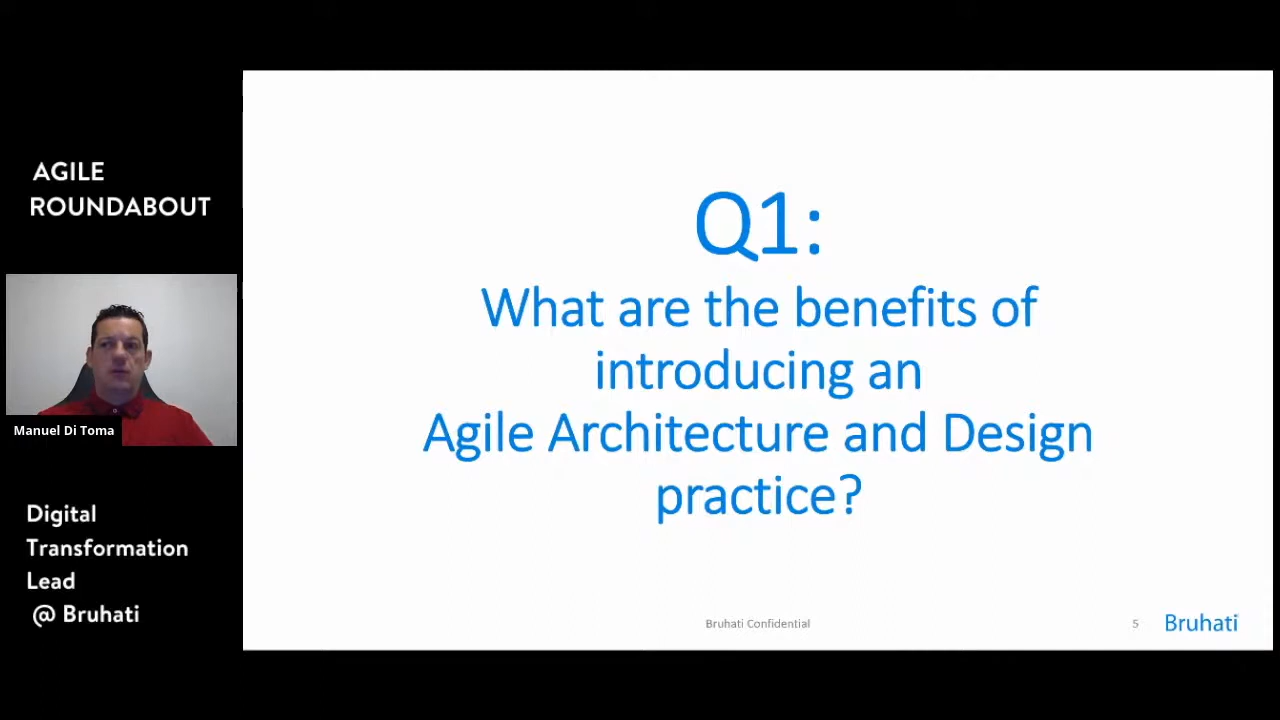 AGILE
ROUNDABOUT
Manuel Di Toma
Digital
Transformation
Lead
@ Bruhati
Q1:
What are the benefits of
introducing an
Agile Architecture and Design
practice?
Bruhati Confidential
5
Bruhati